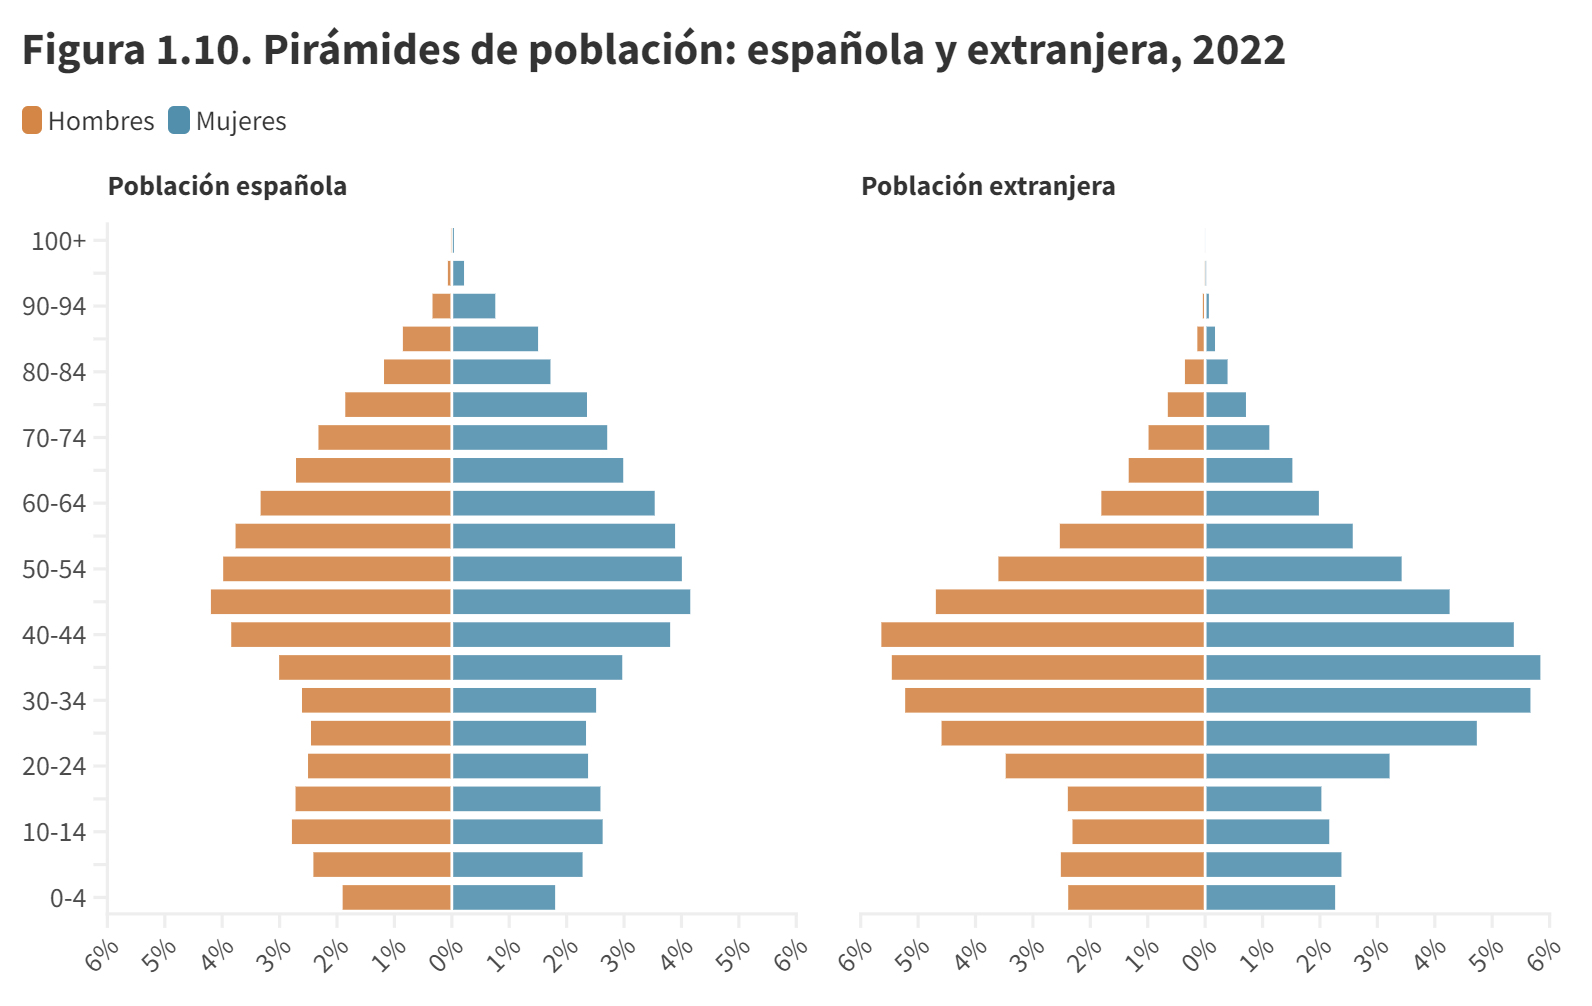 Figura 1.10. Pirámides de población: española y extranjera, 2022
Hombres Mujeres
Población española
Población extranjera
100+
90-94
80-84
70-74
60-64
50-54
40-44
30-34
20-24
10-14
0-4
6% 5% 4% 3% 2% 1% 0% 1% 2% 3% 4% 5% 6%
6% 5% 4% 3% 2% 1% 0% 1% 2% 3% 4% 5% 6%